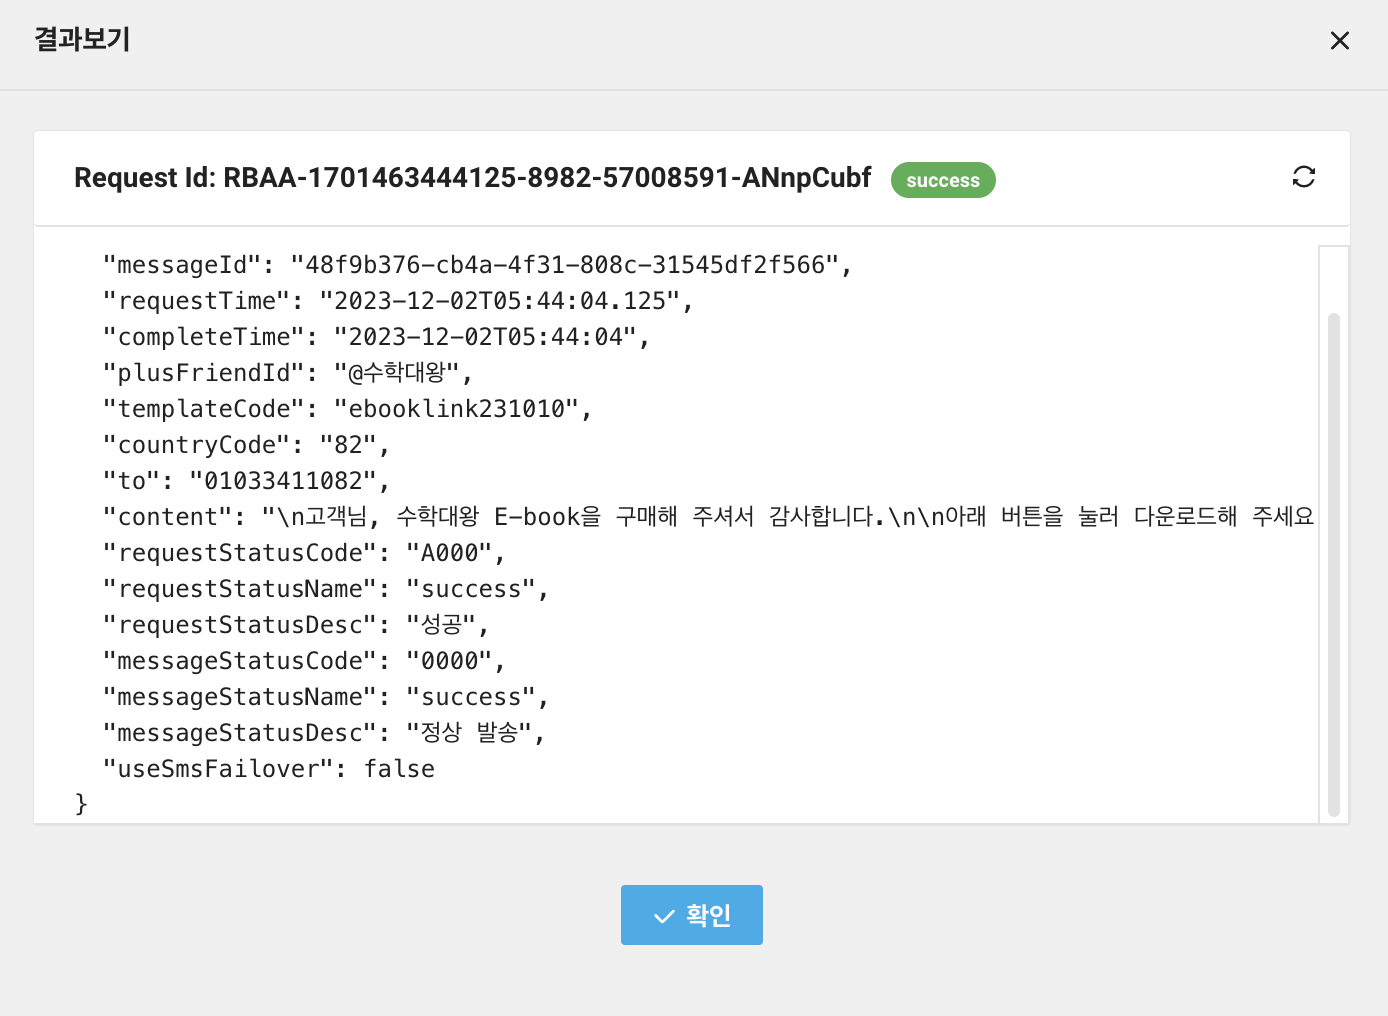 결과보기
Request Id: RBAA-1701463444125-8982-57008591-ANnpCubf success
"messageId": "48f9b376-cb4a-4f31-808c-31545df2f566",
"requestTime": "2023-12-02T05:44:04.125",
"completeTime": "2023-12-02T05:44:04",
"plusFriendId": "@수학대왕",
"templateCode": "ebooklink231010",
"countryCode": "82",
"to": "01033411082",
"content": "\n고객님, 수학대왕 E-book을 구매해 주셔서 감사합니다.\n\n아래 버튼을 눌러 다운로드해 주세요
"requestStatusCode": "A000",
"requestStatusName": "success",
"requestStatusDesc": "성공",
"messageStatusCode": "0000",
"messageStatusName": "success",
"messageStatusDesc": "정상 발송",
"useSmsFailover": false
}
확인